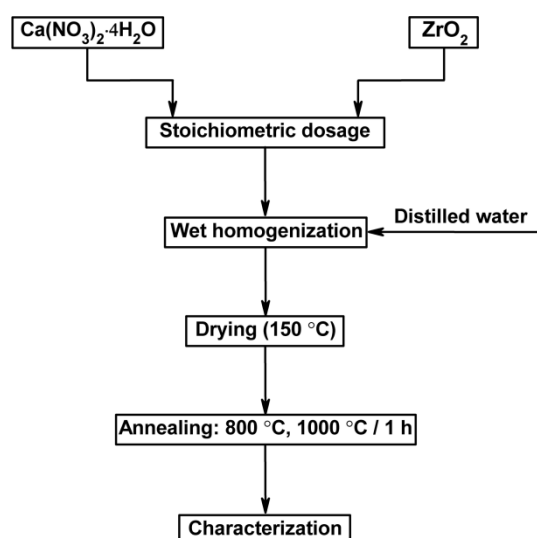 Ca(NO₃)₂·4H₂O
ZrO₂
Stoichiometric dosage
Distilled water
Wet homogenization
Drying (150 °C)
Annealing: 800 °C, 1000 °C / 1 h
Characterization